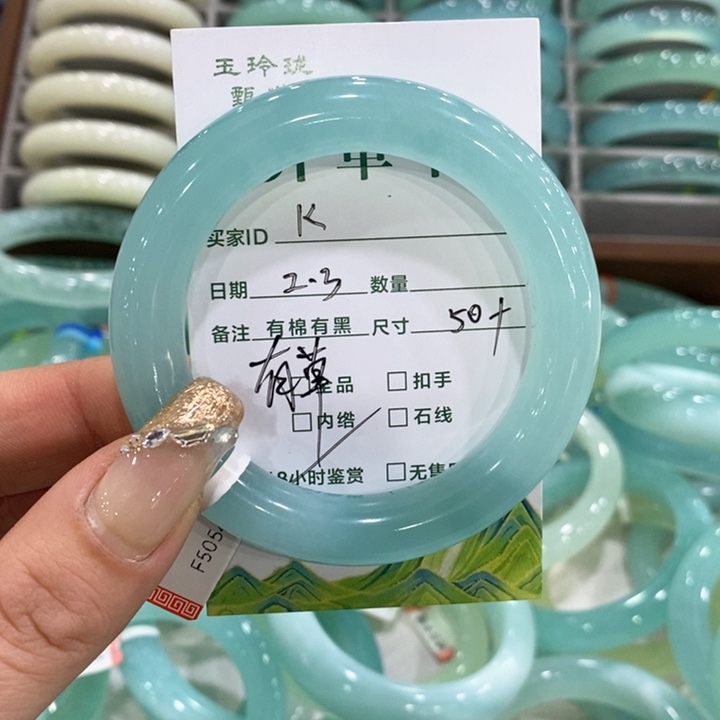 玉玲珑
买家ID K
日期 2.3 数量
备注 有棉有黑 尺寸 50+
有草
全品 □扣手
□内绺 □石线
8小时鉴赏 □无售
F505